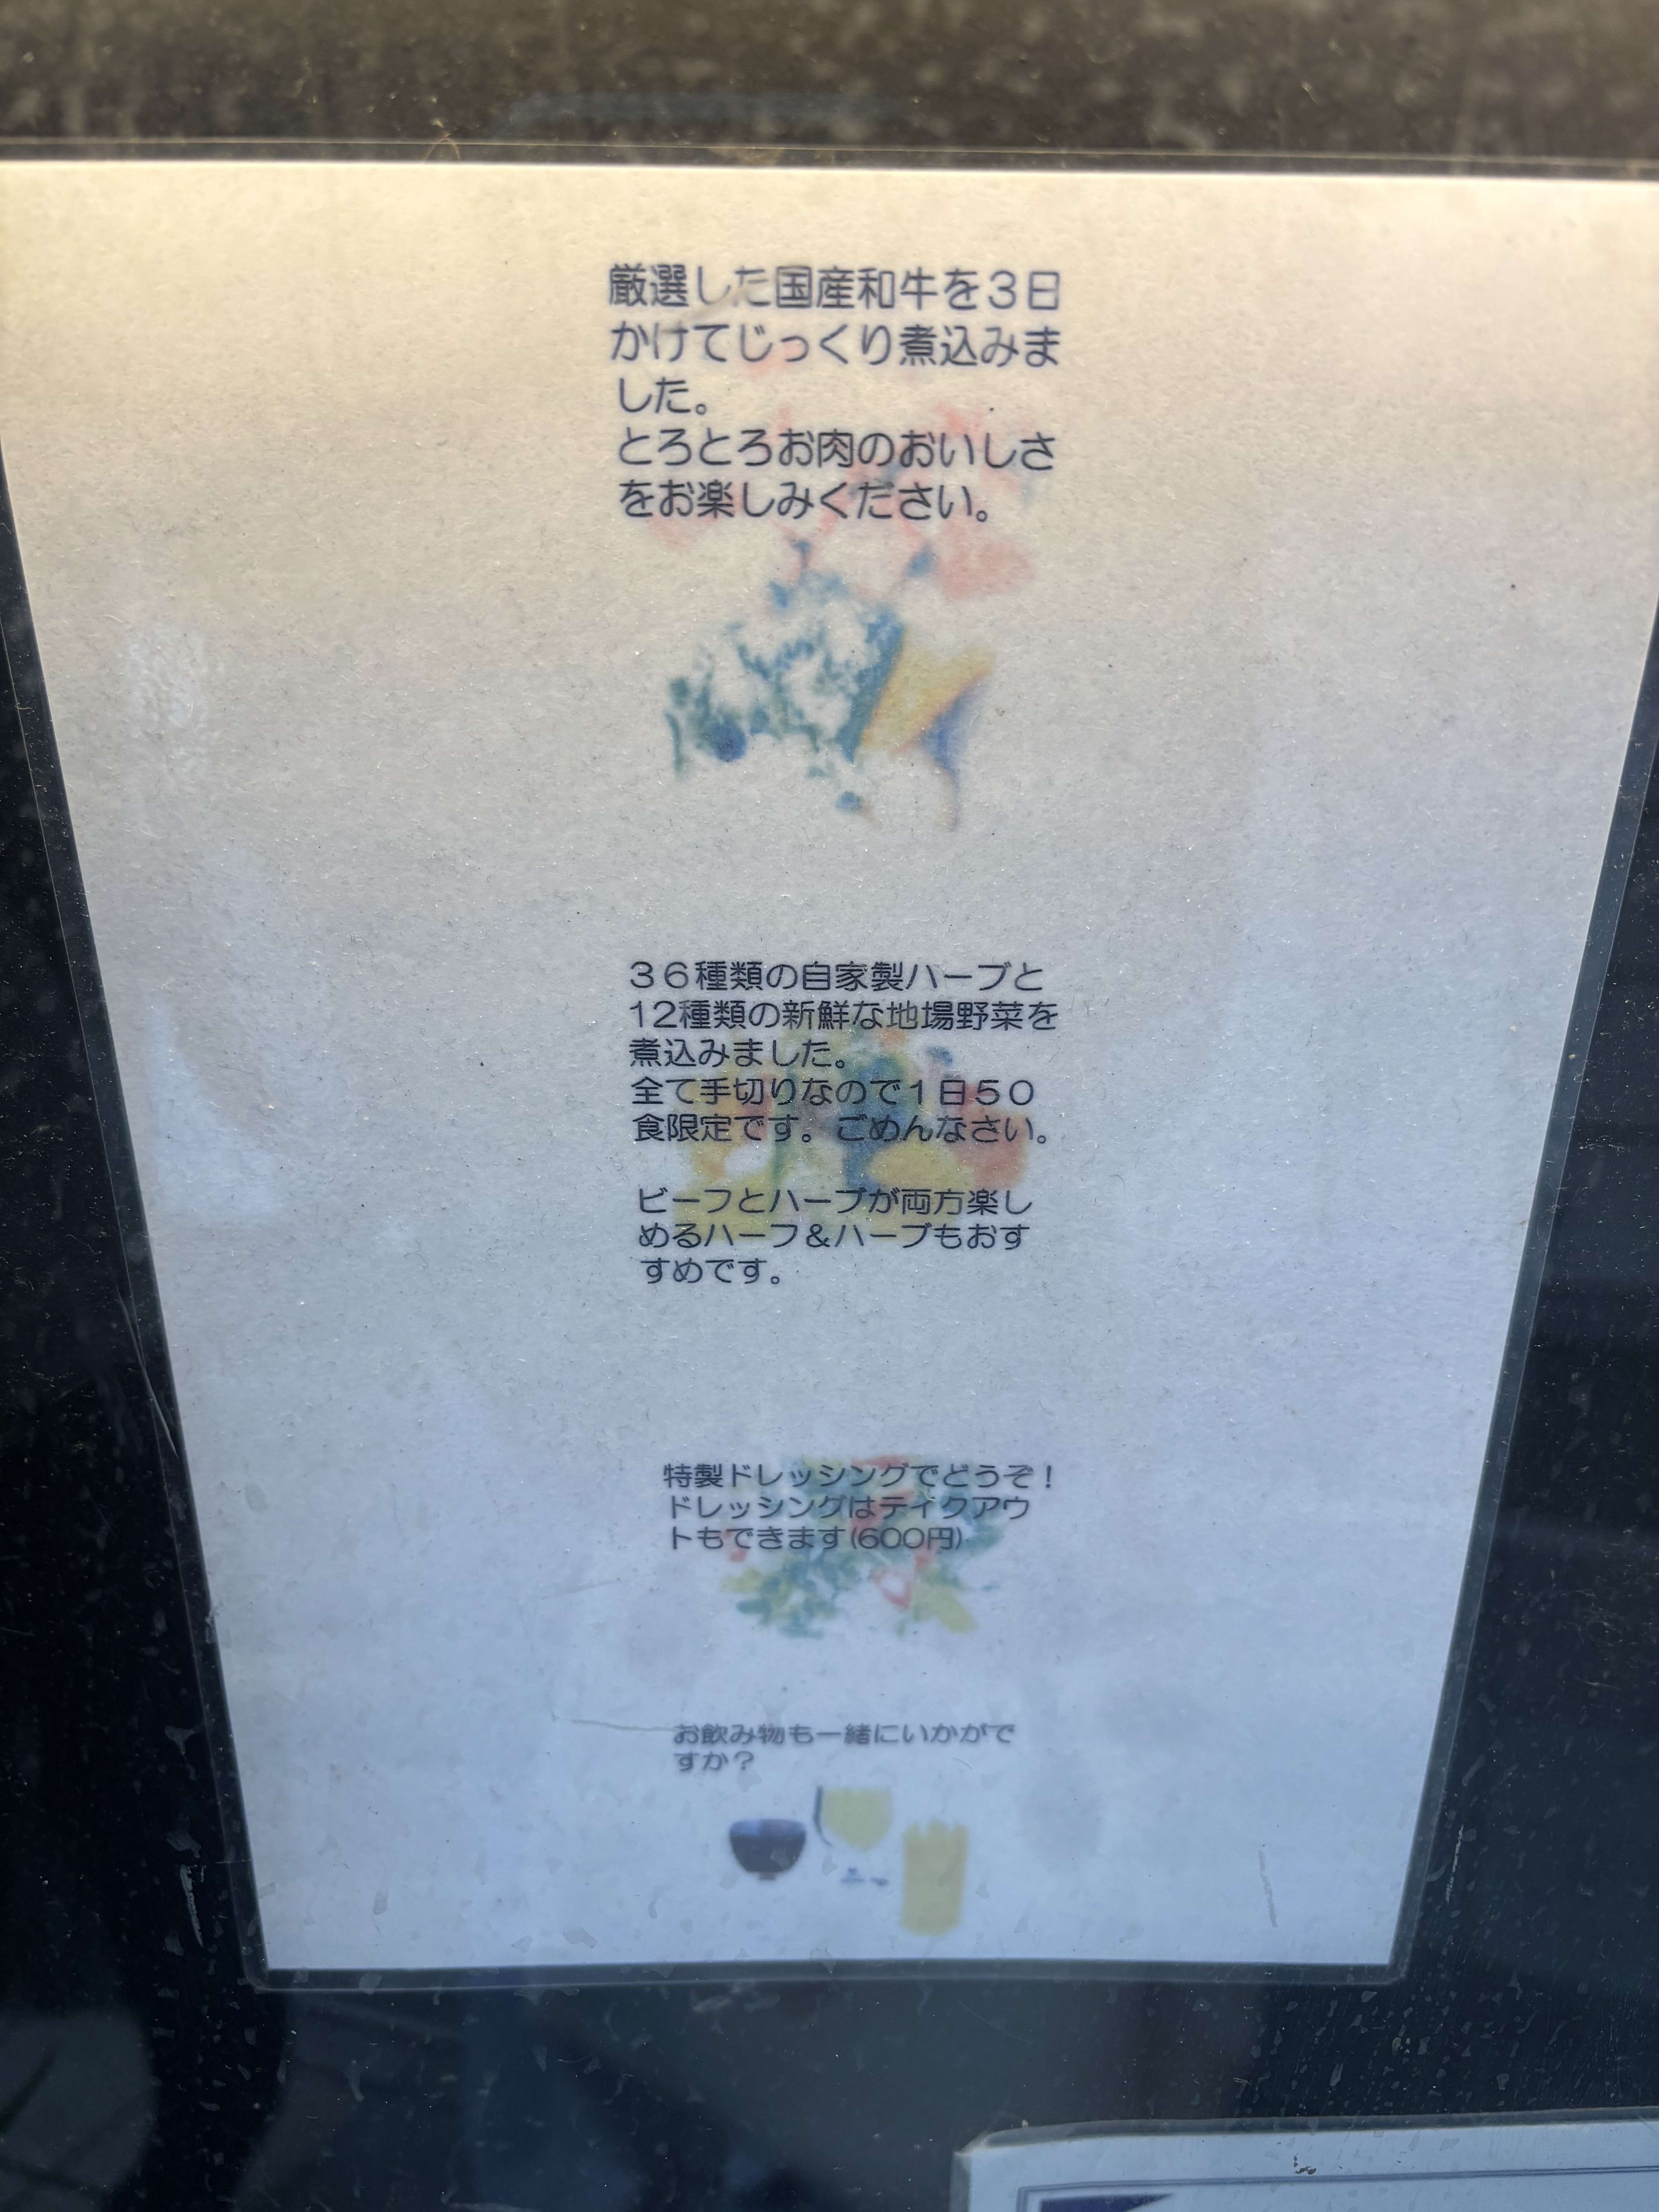 厳選した国産和牛を３日
かけてじっくり煮込みま
した。
とろとろお肉のおいしさ
をお楽しみください。
３６種類の自家製ハーブと
12種類の新鮮な地場野菜を
煮込みました。
全て手切りなので１日５０
食限定です。ごめんなさい。
ビーフとハーブが両方楽し
めるハーフ＆ハーブもおす
すめです。
特製ドレッシングでどうぞ！
ドレッシングはテイクアウ
トもできます(600円)
お飲み物も一緒にいかがで
すか？